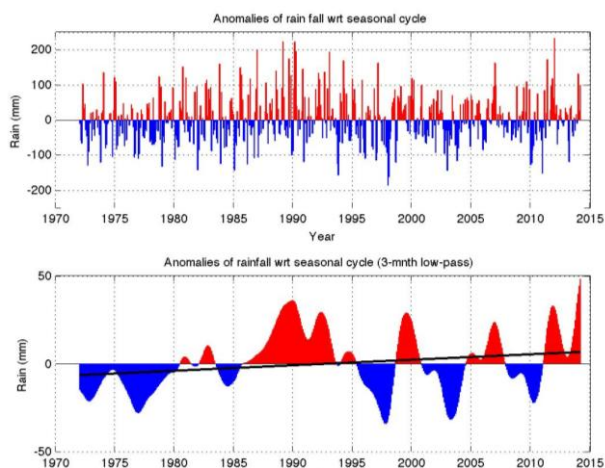 Anomalies of rain fall wrt seasonal cycle
200
100
0
-100
-200
Rain (mm)
1970 1975 1980 1985 1990 1995 2000 2005 2010 2015
Year
Anomalies of rainfall wrt seasonal cycle (3-mnth low-pass)
50
0
-50
Rain (mm)
1970 1975 1980 1985 1990 1995 2000 2005 2010 2015